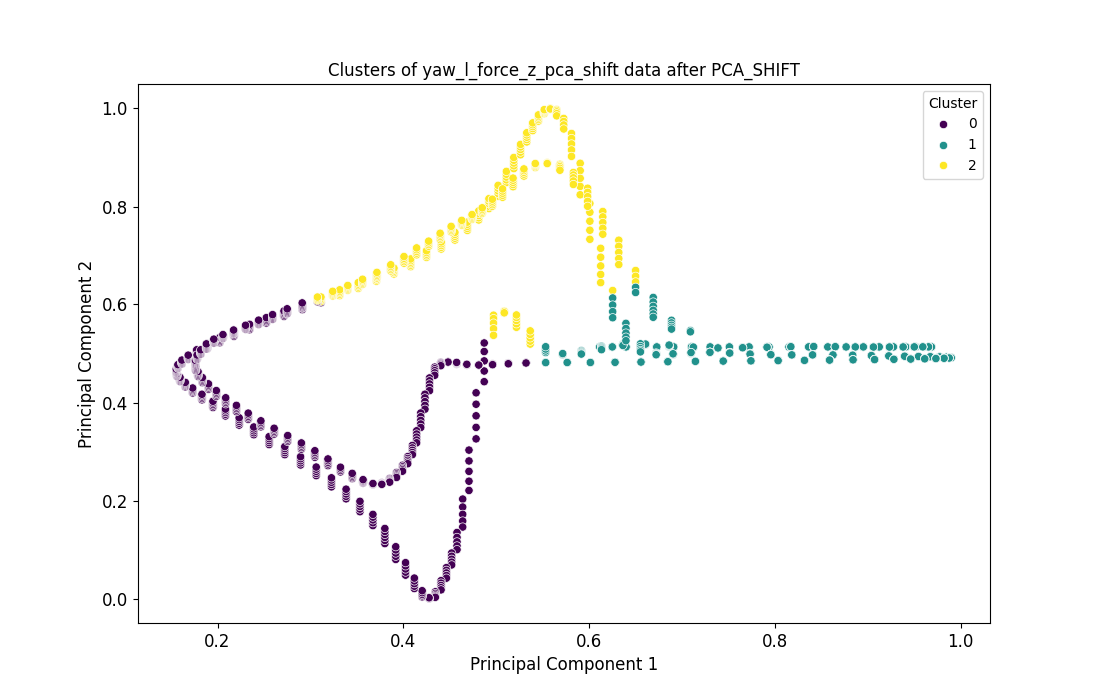 Clusters of yaw_l_force_z_pca_shift data after PCA_SHIFT
Cluster
0
1
2
Principal Component 2
1.0
0.8
0.6
0.4
0.2
0.0
0.2 0.4 0.6 0.8 1.0
Principal Component 1